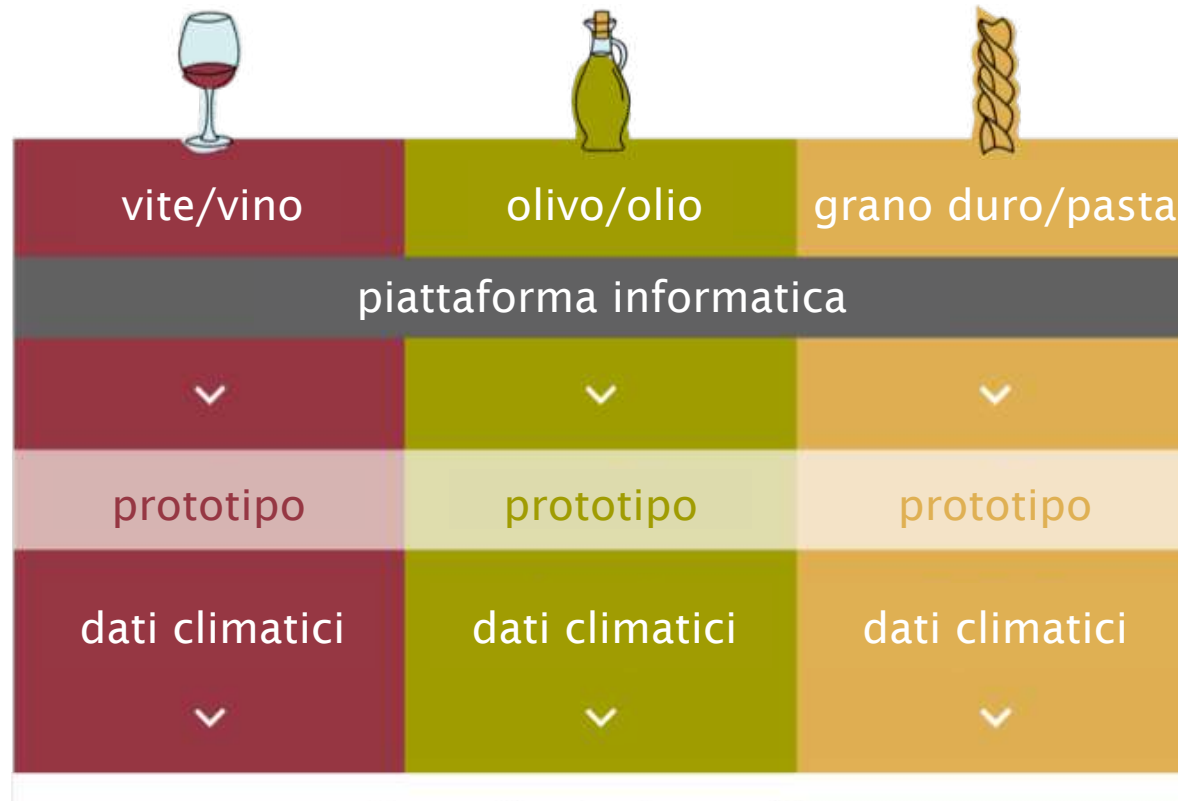 vite/vino
olivo/olio
grano duro/pasta
piattaforma informatica
prototipo
prototipo
prototipo
dati climatici
dati climatici
dati climatici